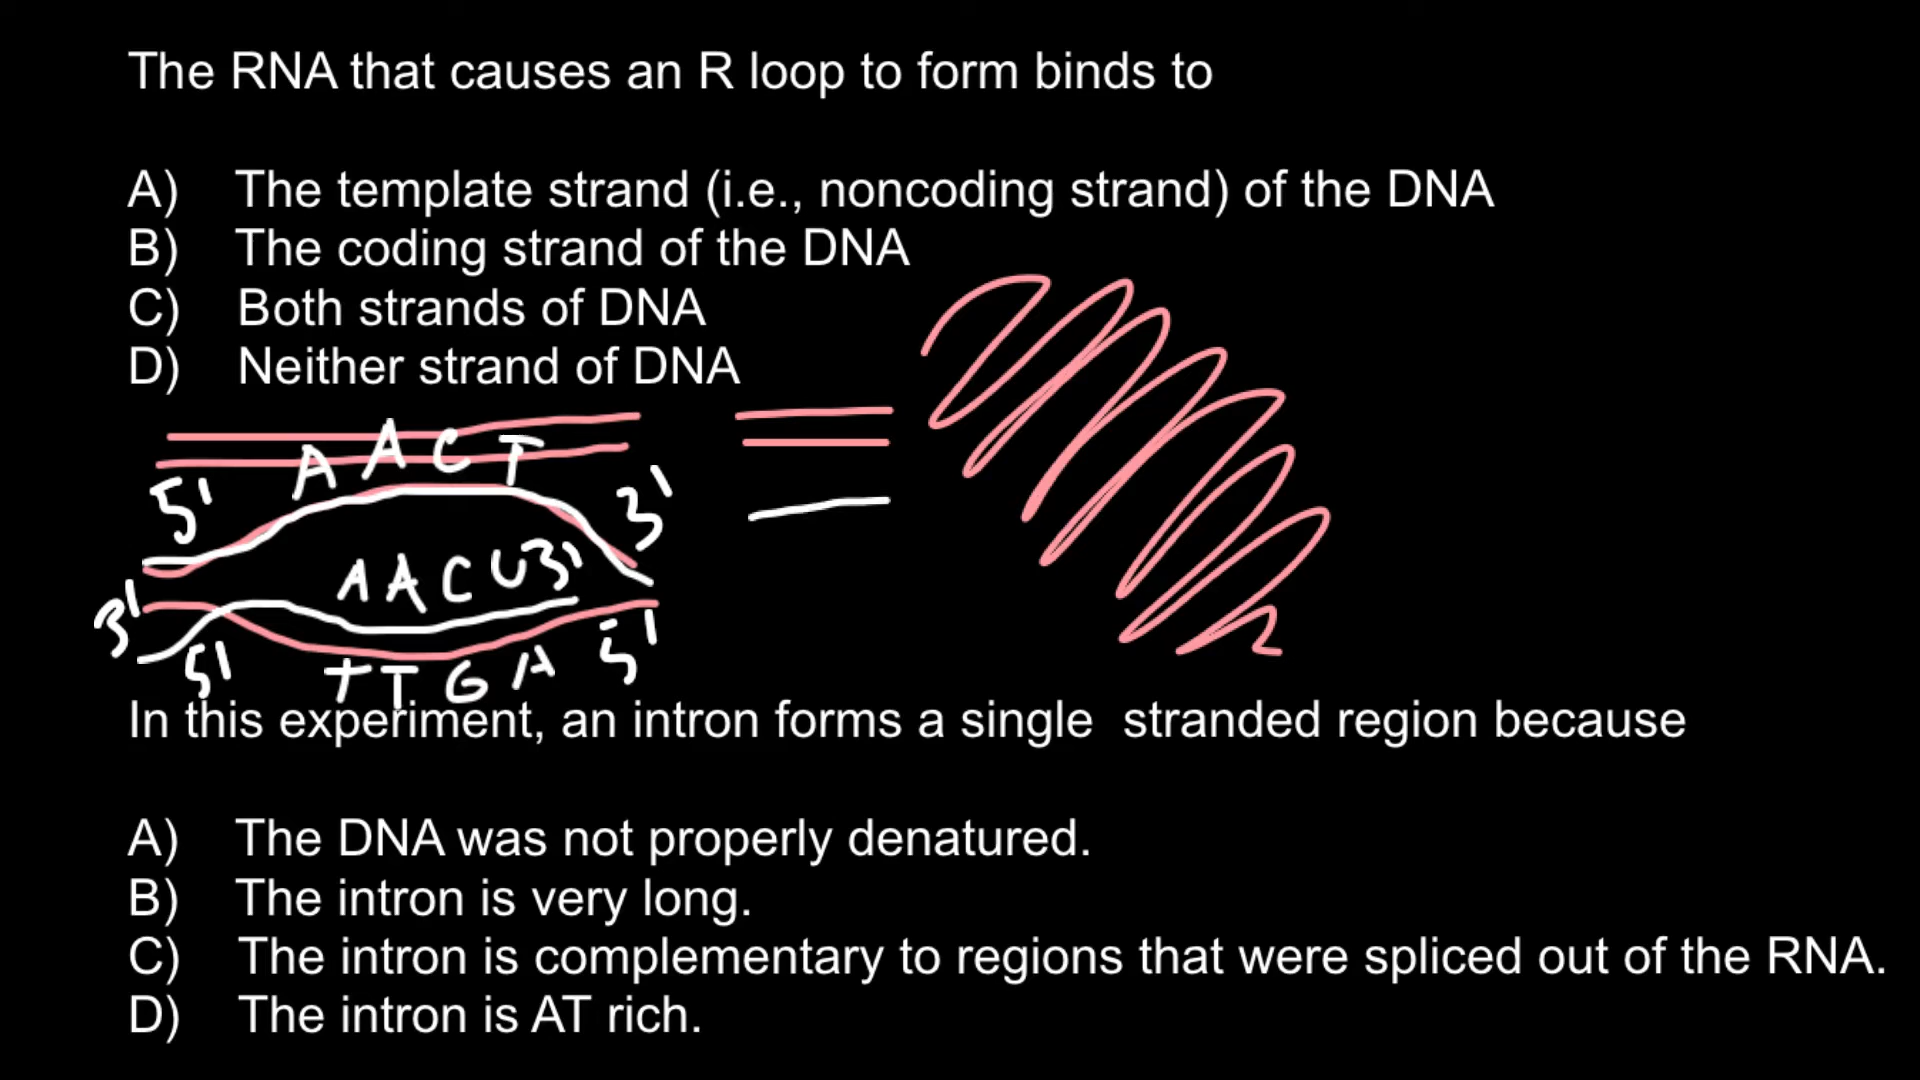 The RNA that causes an R loop to form binds to
A) The template strand (i.e., noncoding strand) of the DNA
B) The coding strand of the DNA
C) Both strands of DNA
D) Neither strand of DNA
A A C T
5' 3'
A A C U 3'
3' 5' 5'
T T G A
In this experiment, an intron forms a single stranded region because
A) The DNA was not properly denatured.
B) The intron is very long.
C) The intron is complementary to regions that were spliced out of the RNA.
D) The intron is AT rich.